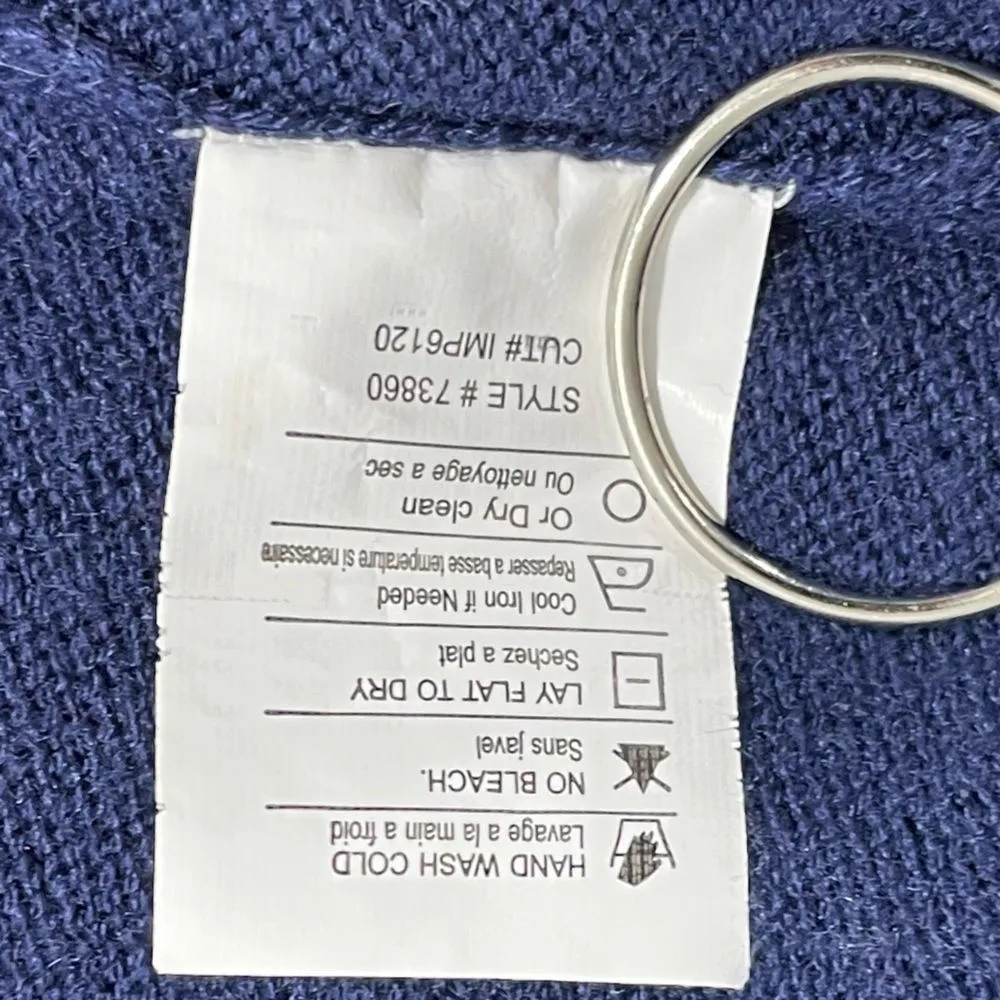 HAND WASH COLD
Lavage a la main a froid
NO BLEACH.
Sans javel
LAY FLAT TO DRY
Sechez a plat
Cool Iron if Needed
Repasser a basse temperature si necessaire
Or Dry clean
Ou nettoyage a sec
STYLE # 73860
CUT# IMP6120